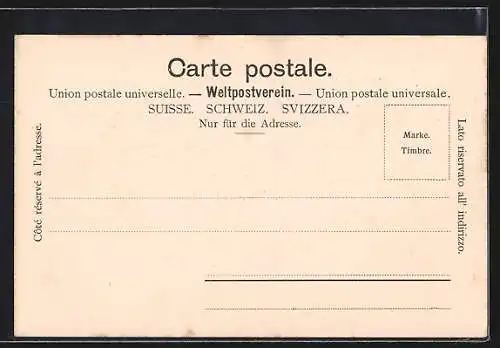 Carte postale.
Union postale universelle. — Weltpostverein. — Union postale universale.
SUISSE. SCHWEIZ. SVIZZERA.
Nur für die Adresse.
Marke.
Timbre.
Côté réservé à l'adresse.
Lato riservato all' indirizzo.